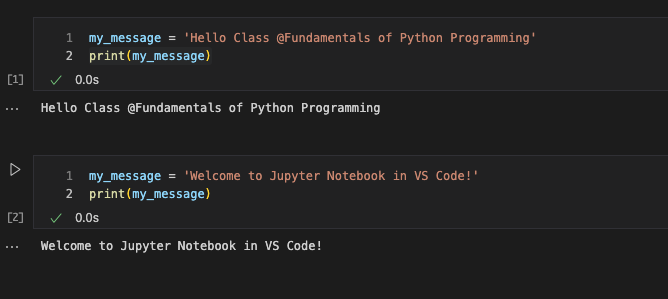 1 my_message = 'Hello Class @Fundamentals of Python Programming'
2 print(my_message)
[1] 0.0s
... Hello Class @Fundamentals of Python Programming
1 my_message = 'Welcome to Jupyter Notebook in VS Code!'
2 print(my_message)
[2] 0.0s
... Welcome to Jupyter Notebook in VS Code!